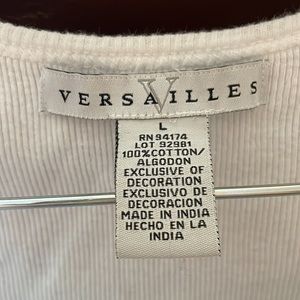 V
VERSAILLES
L
RN 94174
LOT 92981
100% COTTON/
ALGODON
EXCLUSIVE OF
DECORATION
EXCLUSIVO DE
DECORACION
MADE IN INDIA
HECHO EN LA
INDIA